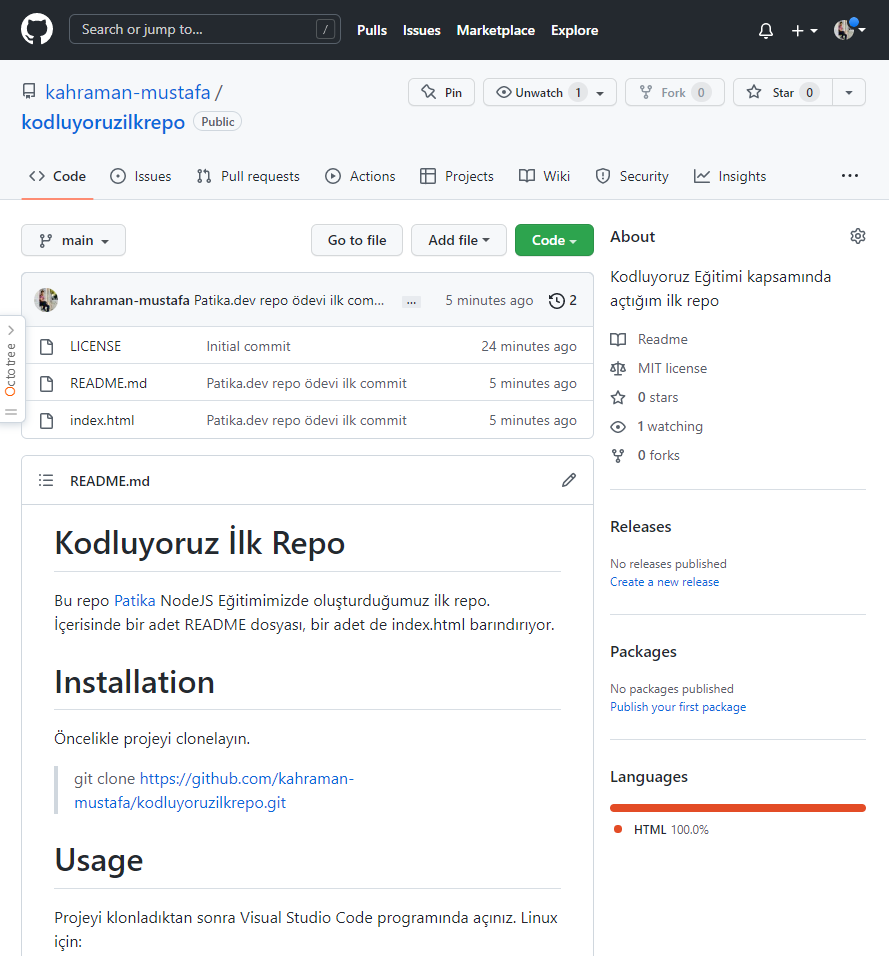 Search or jump to... /
Pulls Issues Marketplace Explore
kahraman-mustafa /
kodluyoruzilkrepo Public
Pin
Unwatch 1
Fork 0
Star 0
Code Issues Pull requests Actions Projects Wiki Security Insights ...
main
Go to file
Add file
Code
kahraman-mustafa Patika.dev repo ödevi ilk com... ... 5 minutes ago 2
LICENSE Initial commit 24 minutes ago
README.md Patika.dev repo ödevi ilk commit 5 minutes ago
index.html Patika.dev repo ödevi ilk commit 5 minutes ago
Octotree
README.md
Kodluyoruz İlk Repo
Bu repo Patika NodeJS Eğitimimizde oluşturduğumuz ilk repo.
İçerisinde bir adet README dosyası, bir adet de index.html barındırıyor.
Installation
Öncelikle projeyi clonelayın.
git clone https://github.com/kahraman-
mustafa/kodluyoruzilkrepo.git
Usage
Projeyi klonladıktan sonra Visual Studio Code programında açınız. Linux
için:
About
Kodluyoruz Eğitimi kapsamında
açtığım ilk repo
Readme
MIT license
0 stars
1 watching
0 forks
Releases
No releases published
Create a new release
Packages
No packages published
Publish your first package
Languages
HTML 100.0%